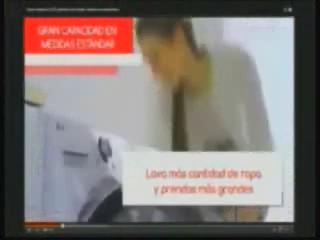 GRAN CAPACIDAD EN
MEDIDAS ESTÁNDAR
Lava más cantidad de ropa
y prendas más grandes